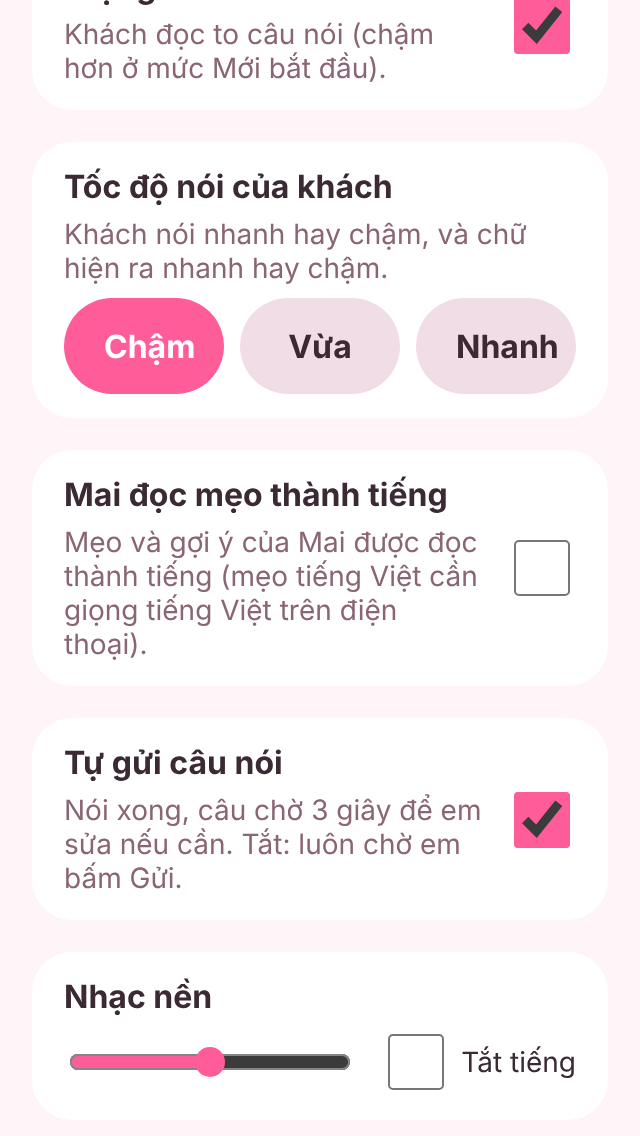 Khách đọc to câu nói (chậm
hơn ở mức Mới bắt đầu).
Tốc độ nói của khách
Khách nói nhanh hay chậm, và chữ
hiện ra nhanh hay chậm.
Chậm
Vừa
Nhanh
Mai đọc mẹo thành tiếng
Mẹo và gợi ý của Mai được đọc
thành tiếng (mẹo tiếng Việt cần
giọng tiếng Việt trên điện
thoại).
Tự gửi câu nói
Nói xong, câu chờ 3 giây để em
sửa nếu cần. Tắt: luôn chờ em
bấm Gửi.
Nhạc nền
Tắt tiếng